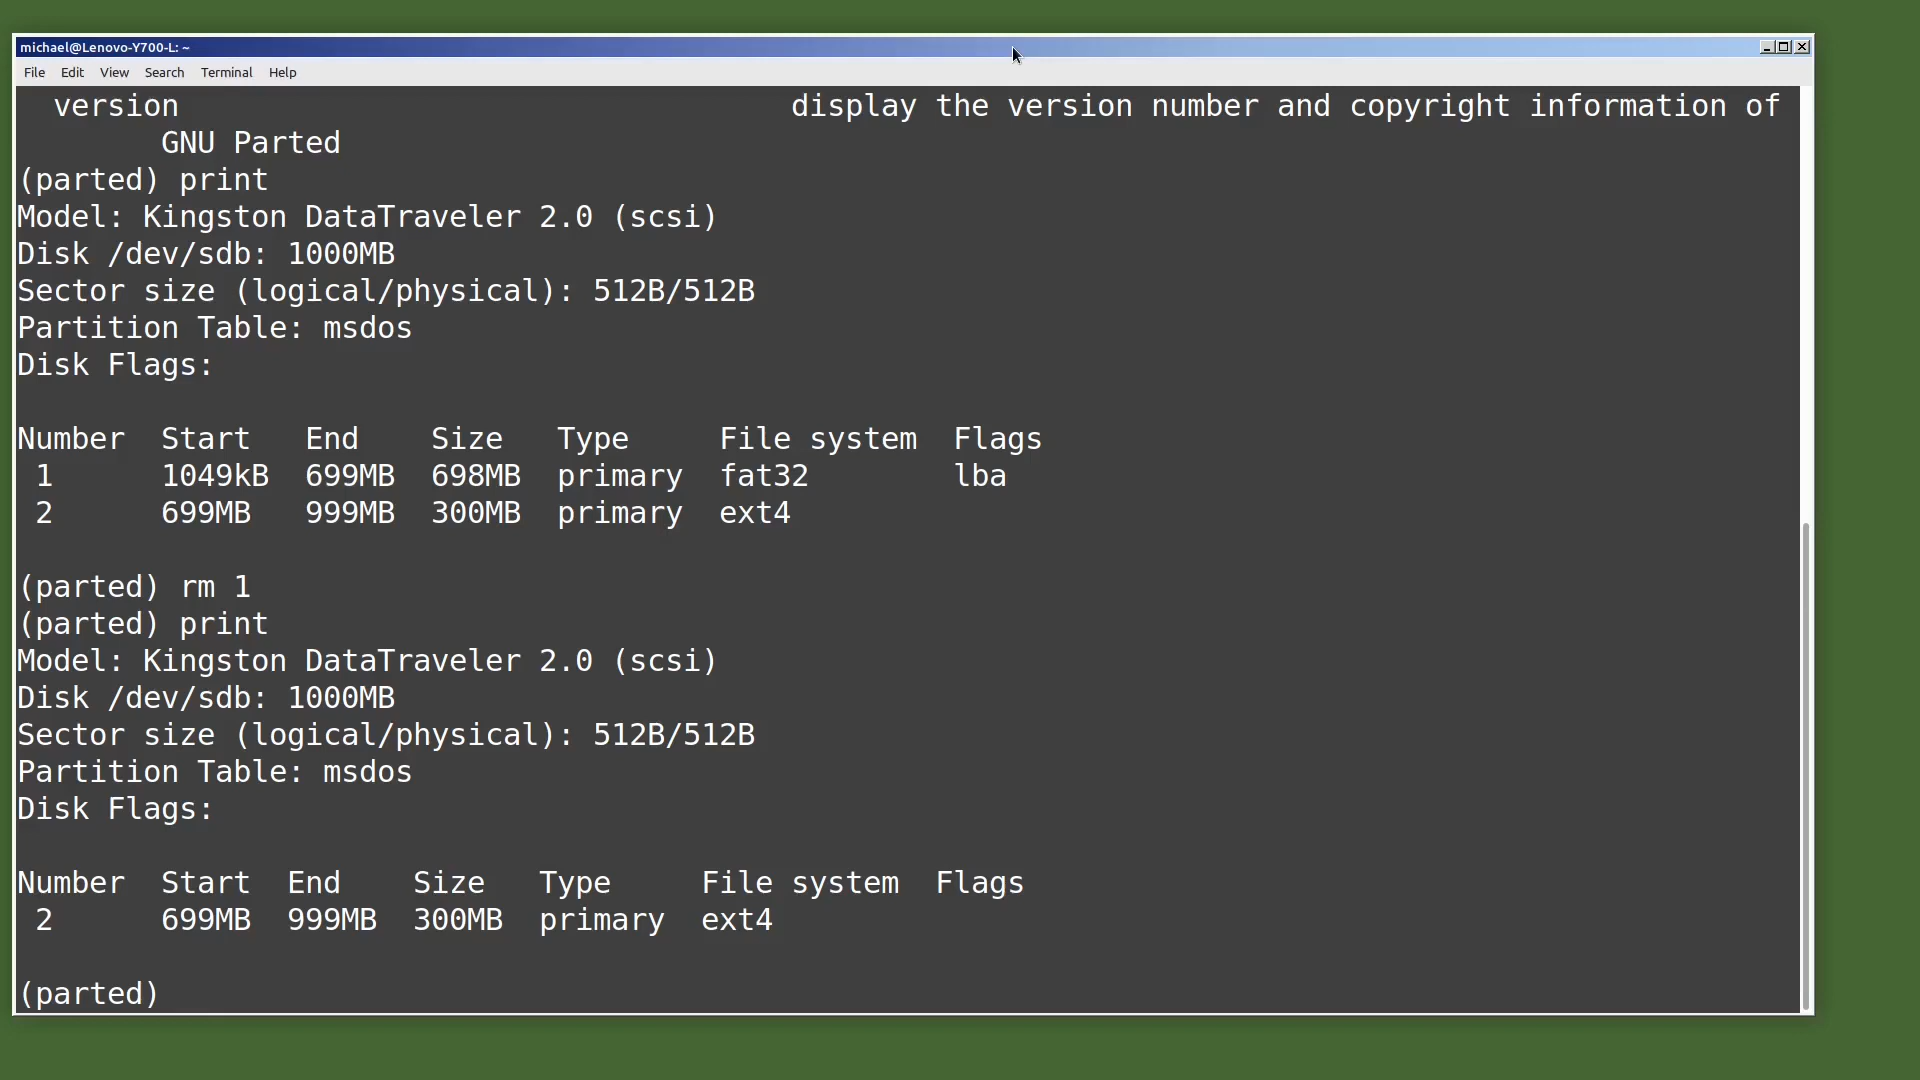 michael@Lenovo-Y700-L: ~
File Edit View Search Terminal Help
  version                                  display the version number and copyright information of
        GNU Parted
(parted) print
Model: Kingston DataTraveler 2.0 (scsi)
Disk /dev/sdb: 1000MB
Sector size (logical/physical): 512B/512B
Partition Table: msdos
Disk Flags:
Number  Start   End    Size   Type     File system  Flags
 1      1049kB  699MB  698MB  primary  fat32        lba
 2      699MB   999MB  300MB  primary  ext4
(parted) rm 1
(parted) print
Model: Kingston DataTraveler 2.0 (scsi)
Disk /dev/sdb: 1000MB
Sector size (logical/physical): 512B/512B
Partition Table: msdos
Disk Flags:
Number  Start  End    Size   Type     File system  Flags
 2      699MB  999MB  300MB  primary  ext4
(parted)